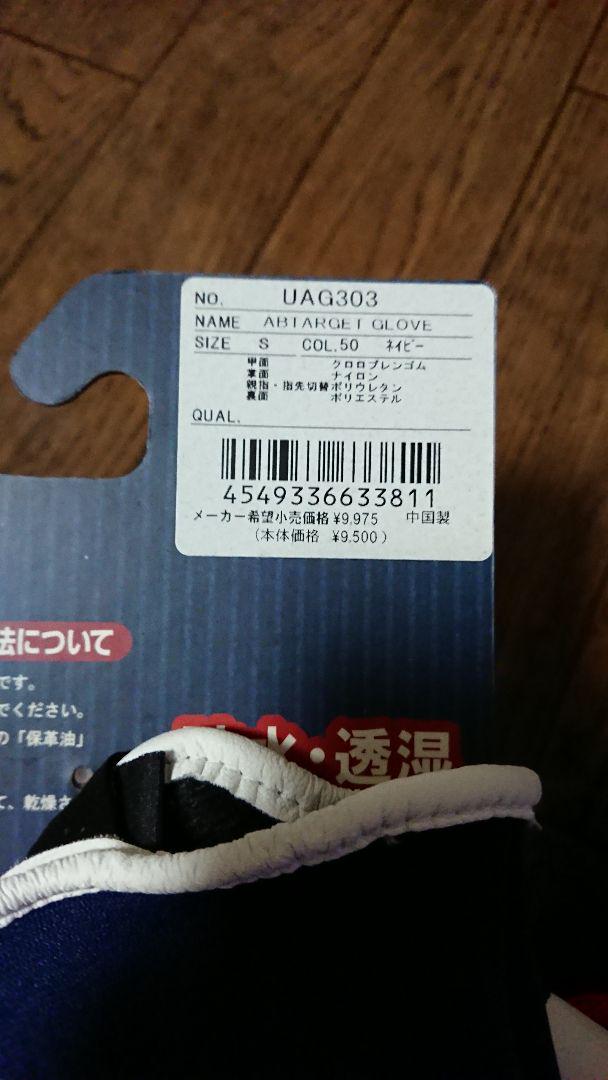 NO. UAG303
NAME ABTARGET GLOVE
SIZE S COL.50 ネイビー
甲面 クロロプレンゴム
掌面 ナイロン
親指・指先切替 ポリウレタン
裏面 ポリエステル
QUAL.
4549336633811
メーカー希望小売価格 ¥9,975 中国製
(本体価格 ¥9,500)
法について
です。
でください。
の「保革油」
水・透湿
て、乾燥さ